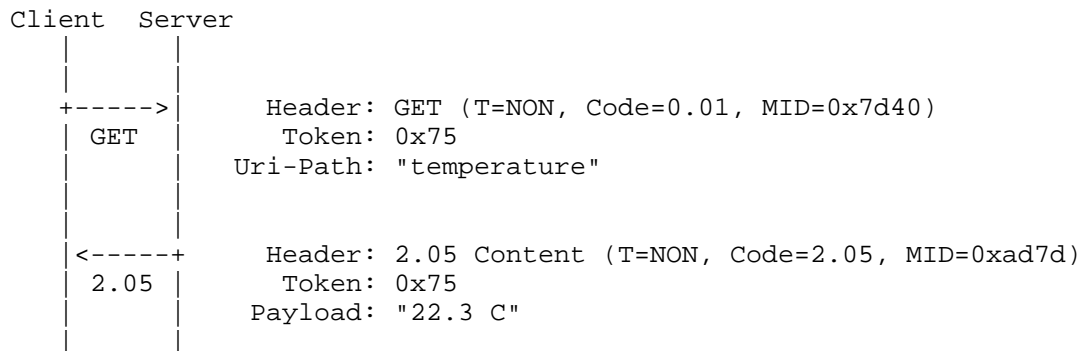 Client Server
Header: GET (T=NON, Code=0.01, MID=0x7d40)
GET Token: 0x75
Uri-Path: "temperature"
Header: 2.05 Content (T=NON, Code=2.05, MID=0xad7d)
2.05 Token: 0x75
Payload: "22.3 C"